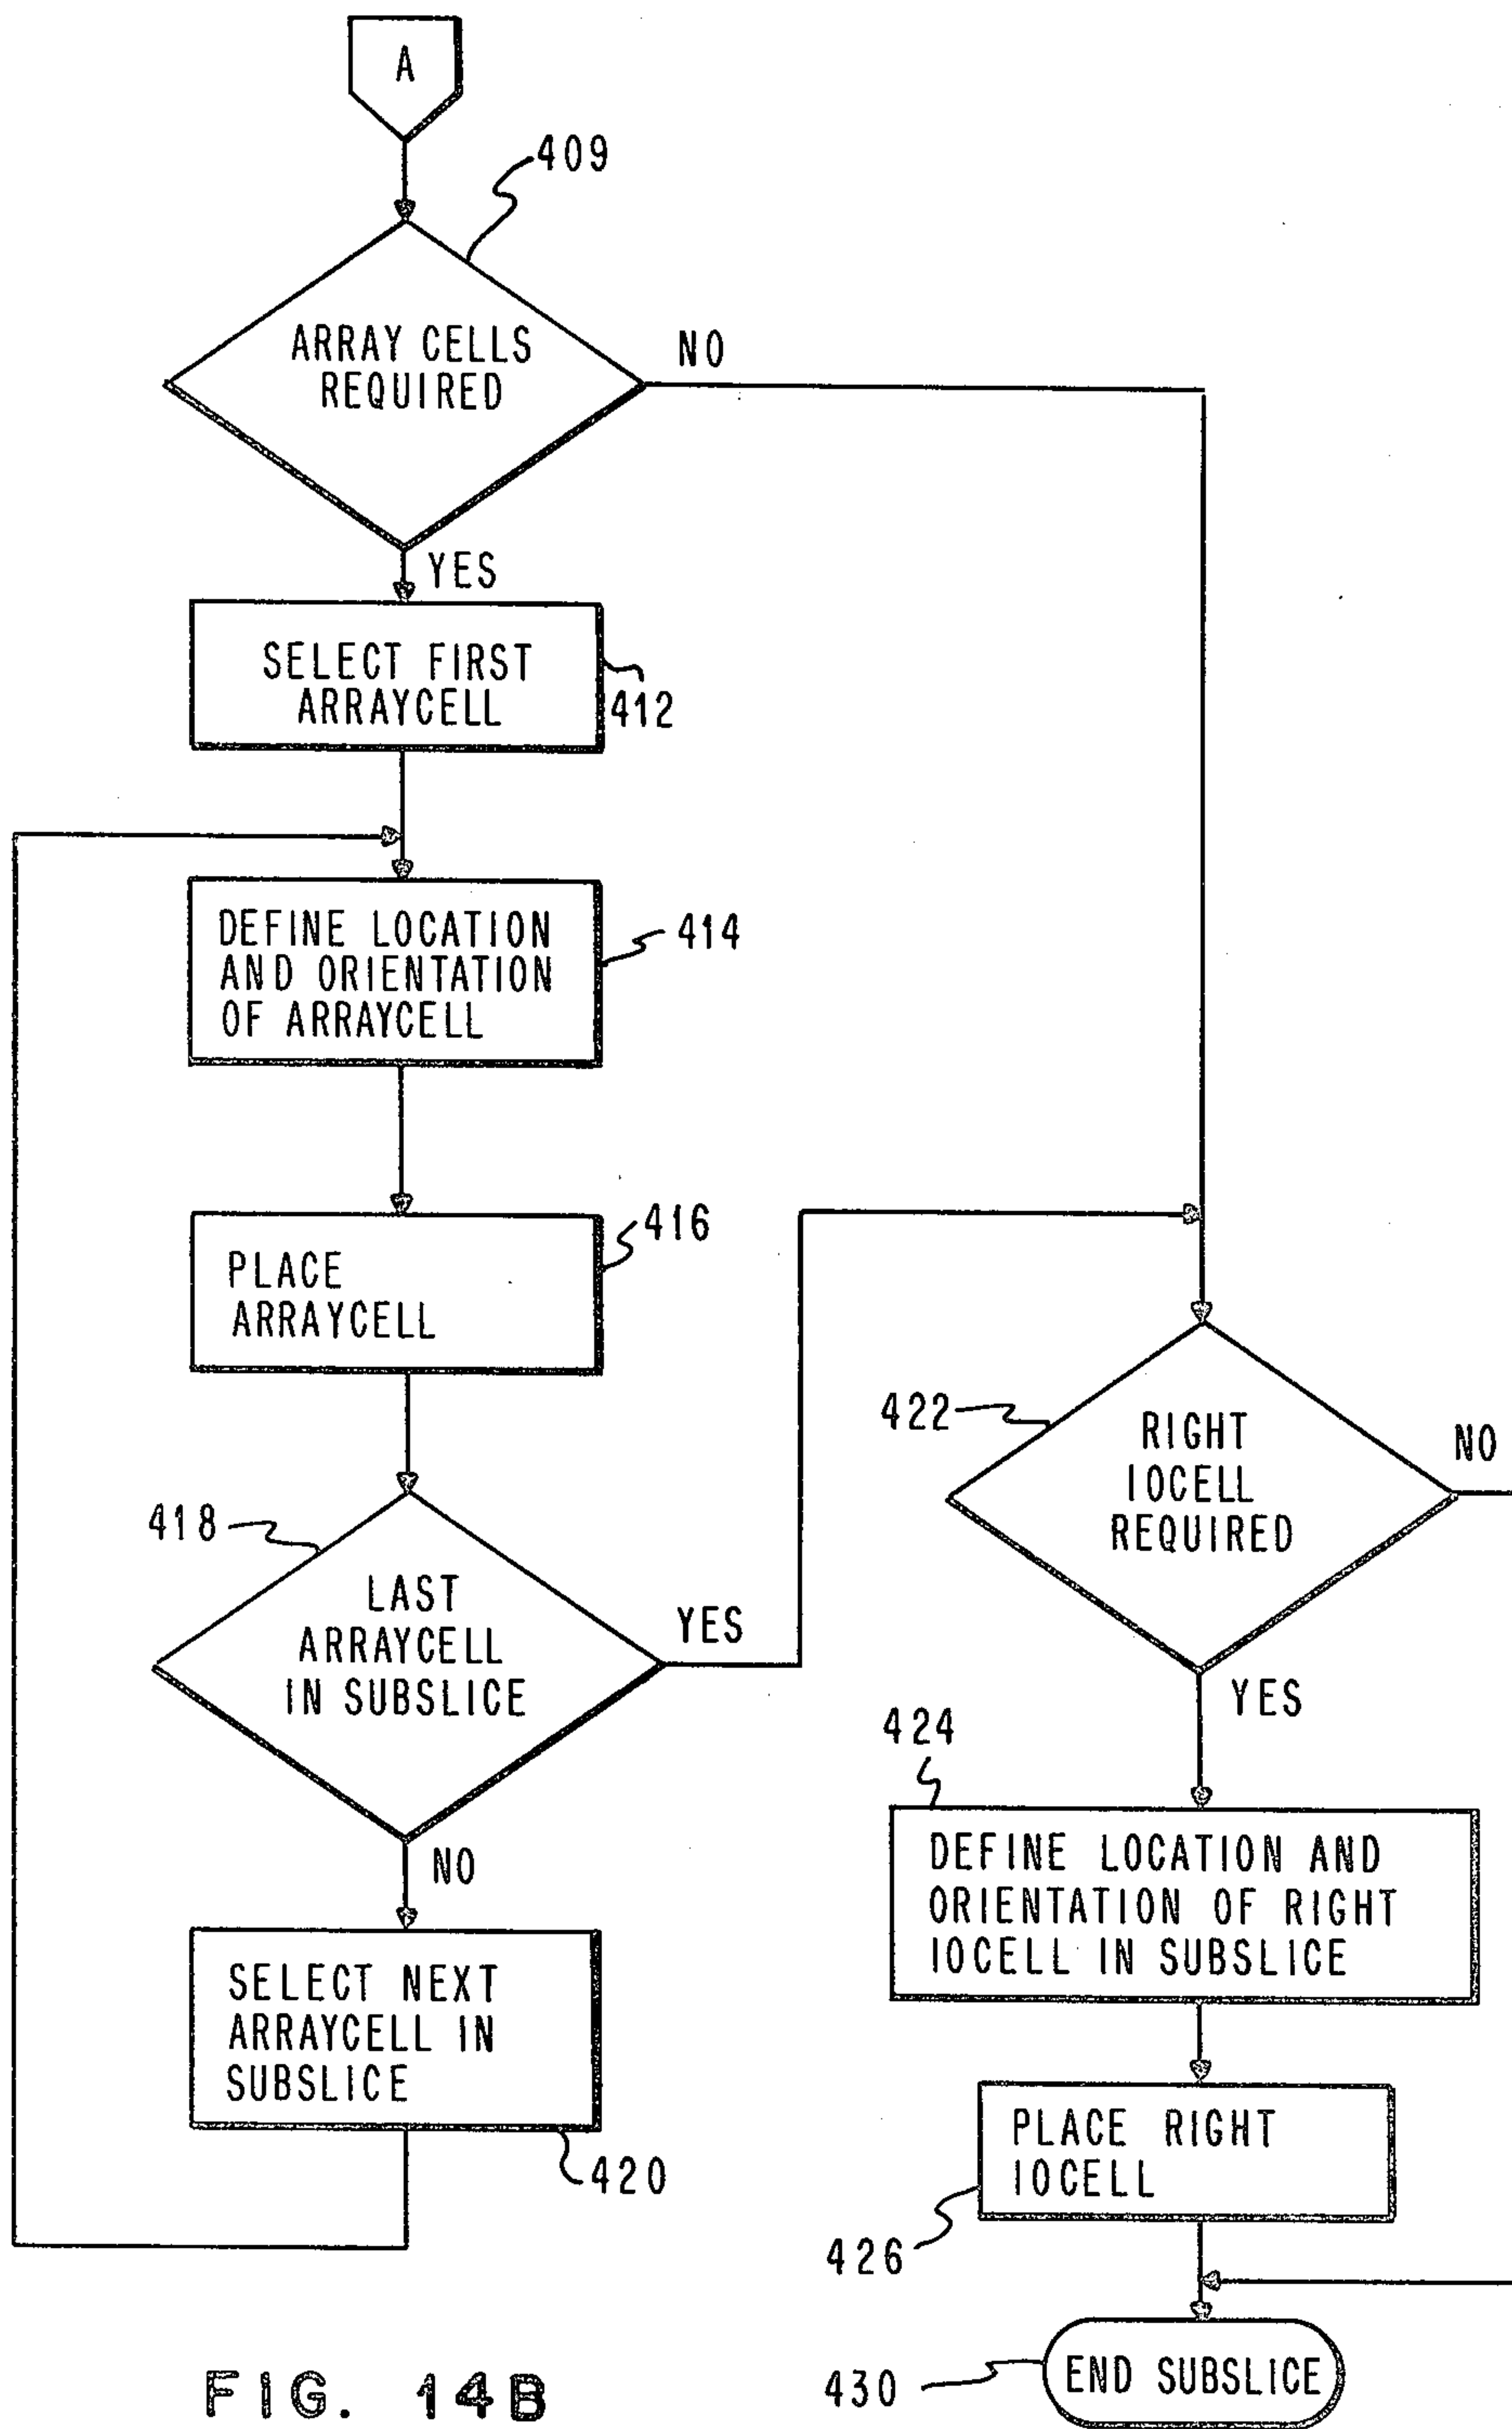 A
409
ARRAY CELLS
REQUIRED
NO
YES
SELECT FIRST
ARRAYCELL
412
DEFINE LOCATION
AND ORIENTATION
OF ARRAYCELL
414
PLACE
ARRAYCELL
416
418
LAST
ARRAYCELL
IN SUBSLICE
YES
NO
SELECT NEXT
ARRAYCELL IN
SUBSLICE
420
422
RIGHT
IOCELL
REQUIRED
NO
YES
424
DEFINE LOCATION AND
ORIENTATION OF RIGHT
IOCELL IN SUBSLICE
PLACE RIGHT
IOCELL
426
END SUBSLICE
430
FIG. 14B